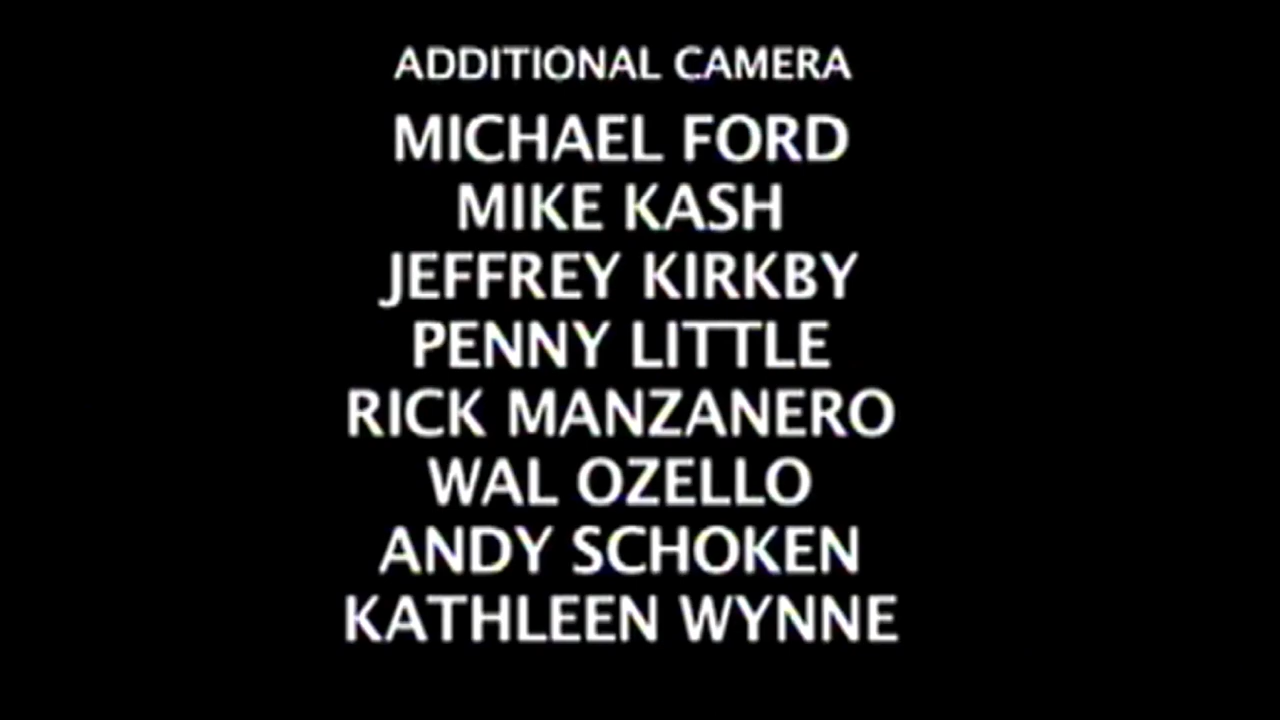 ADDITIONAL CAMERA
MICHAEL FORD
MIKE KASH
JEFFREY KIRKBY
PENNY LITTLE
RICK MANZANERO
WAL OZELLO
ANDY SCHOKEN
KATHLEEN WYNNE